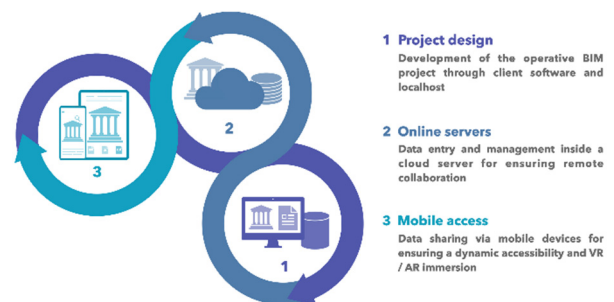 1 Project design
Development of the operative BIM
project through client software and
localhost
2 Online servers
Data entry and management inside a
cloud server for ensuring remote
collaboration
3 Mobile access
Data sharing via mobile devices for
ensuring a dynamic accessibility and VR
/ AR immersion
2
3
1